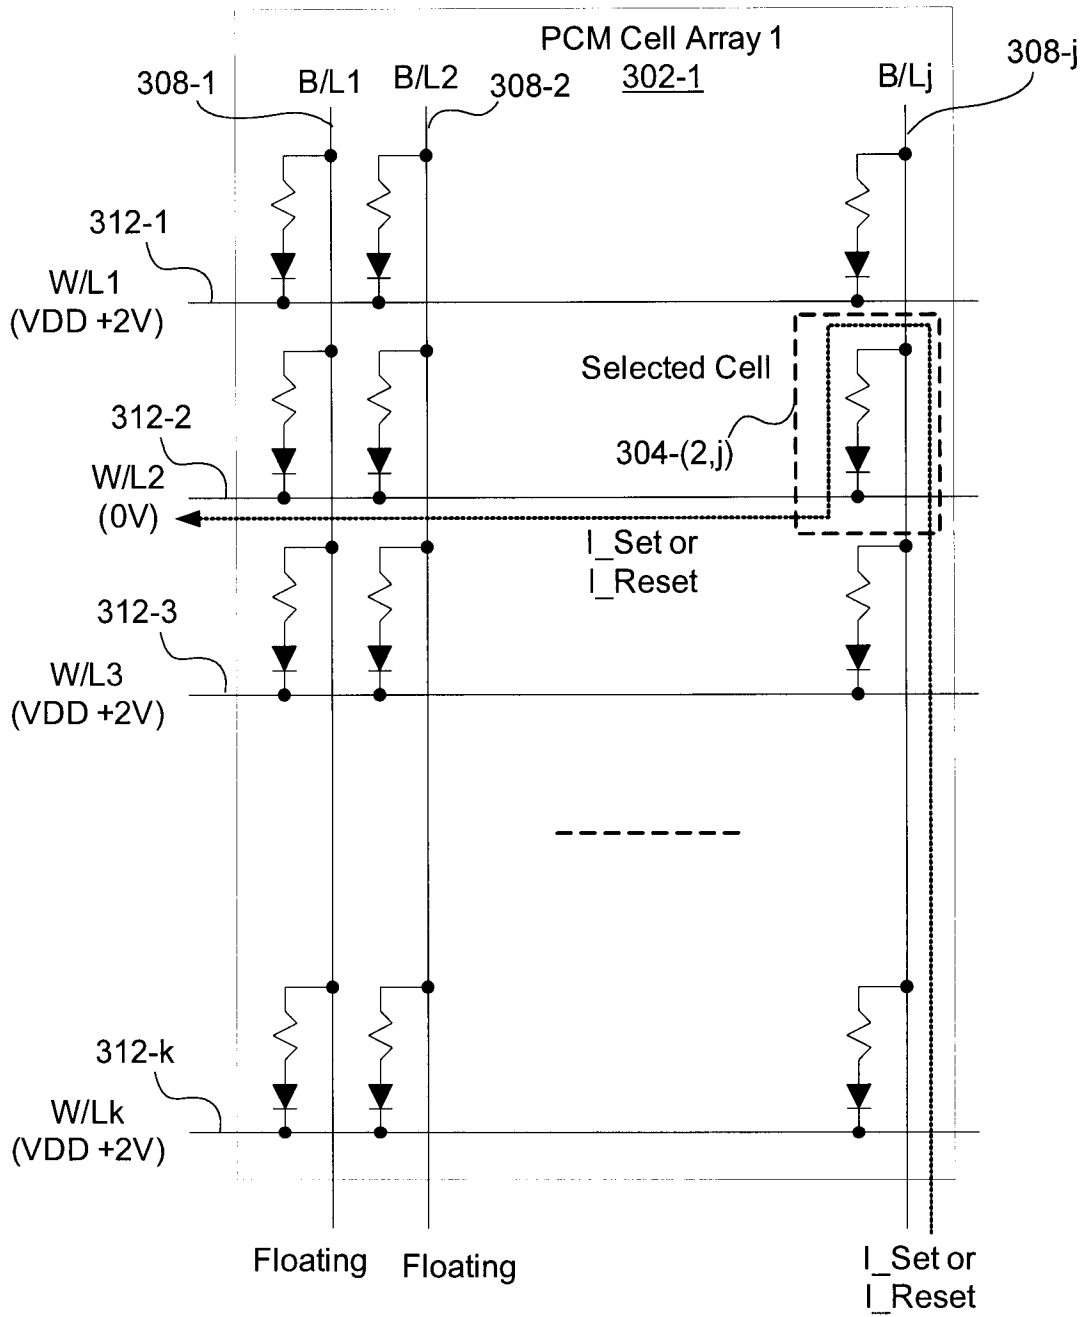 PCM Cell Array 1
302-1
308-j
308-1
B/L1
B/L2
308-2
B/Lj
312-1
W/L1
(VDD +2V)
Selected Cell
304-(2,j)
312-2
W/L2
(0V)
I_Set or
I_Reset
312-3
W/L3
(VDD +2V)
312-k
W/Lk
(VDD +2V)
Floating
Floating
I_Set or
I_Reset